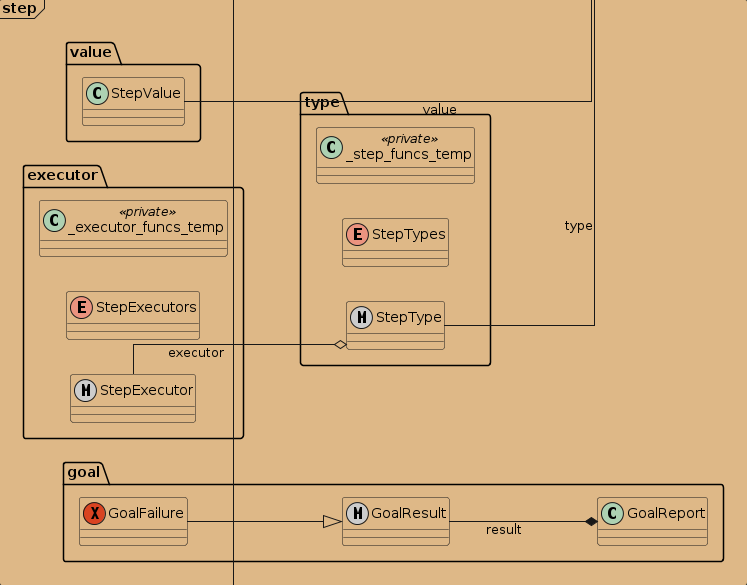 step
value
C StepValue
value
type
«private»
C _step_funcs_temp
E StepTypes
M StepType
type
executor
«private»
C _executor_funcs_temp
E StepExecutors
M StepExecutor
executor
goal
X GoalFailure
M GoalResult
result
C GoalReport